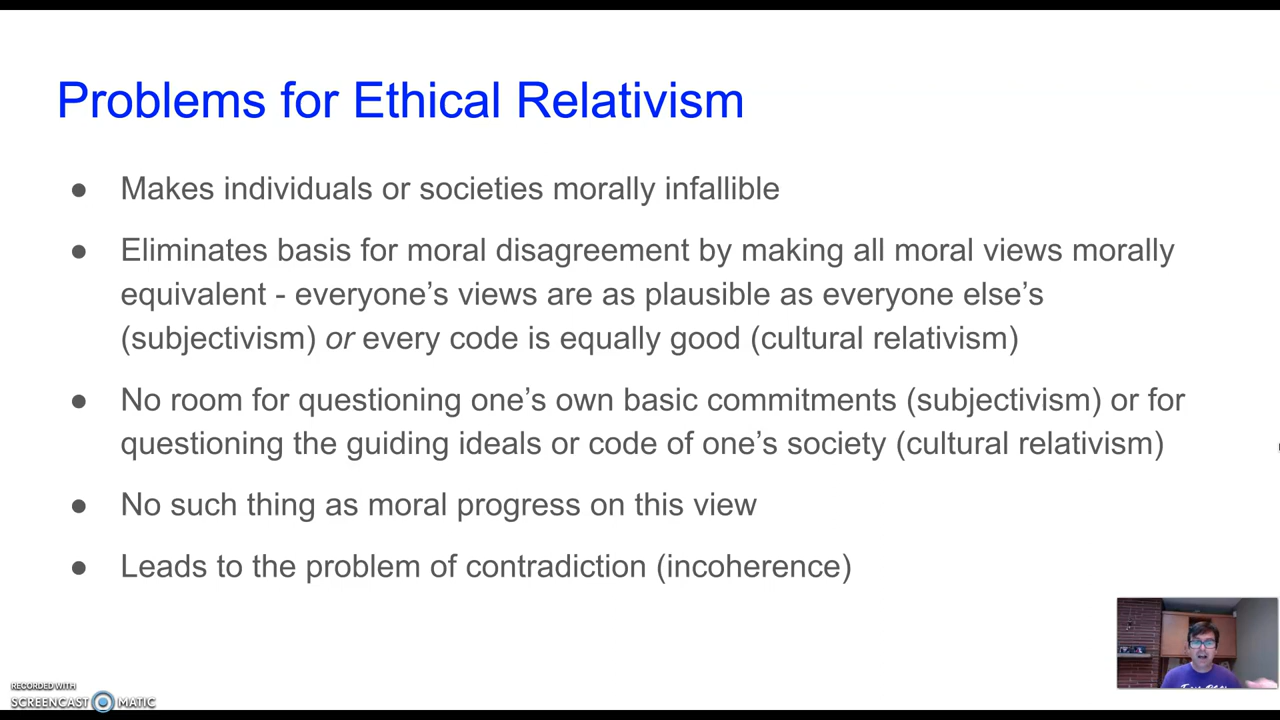 Problems for Ethical Relativism
● Makes individuals or societies morally infallible
● Eliminates basis for moral disagreement by making all moral views morally
equivalent - everyone’s views are as plausible as everyone else’s
(subjectivism) or every code is equally good (cultural relativism)
● No room for questioning one’s own basic commitments (subjectivism) or for
questioning the guiding ideals or code of one’s society (cultural relativism)
● No such thing as moral progress on this view
● Leads to the problem of contradiction (incoherence)
RECORDED WITH
SCREENCAST MATIC